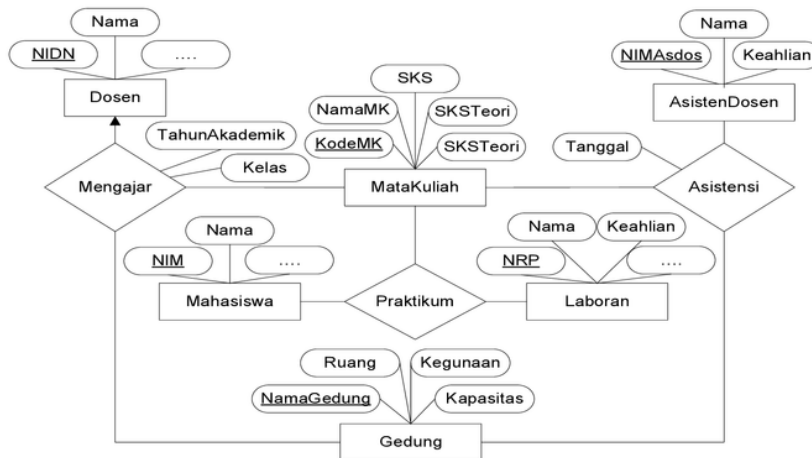 Nama
NIDN
....
Dosen
Nama
NIMAsdos
Keahlian
AsistenDosen
SKS
NamaMK
SKSTeori
KodeMK
SKSTeori
MataKuliah
TahunAkademik
Kelas
Mengajar
Tanggal
Asistensi
Nama
NIM
....
Mahasiswa
Praktikum
Nama
Keahlian
NRP
....
Laboran
Ruang
Kegunaan
NamaGedung
Kapasitas
Gedung